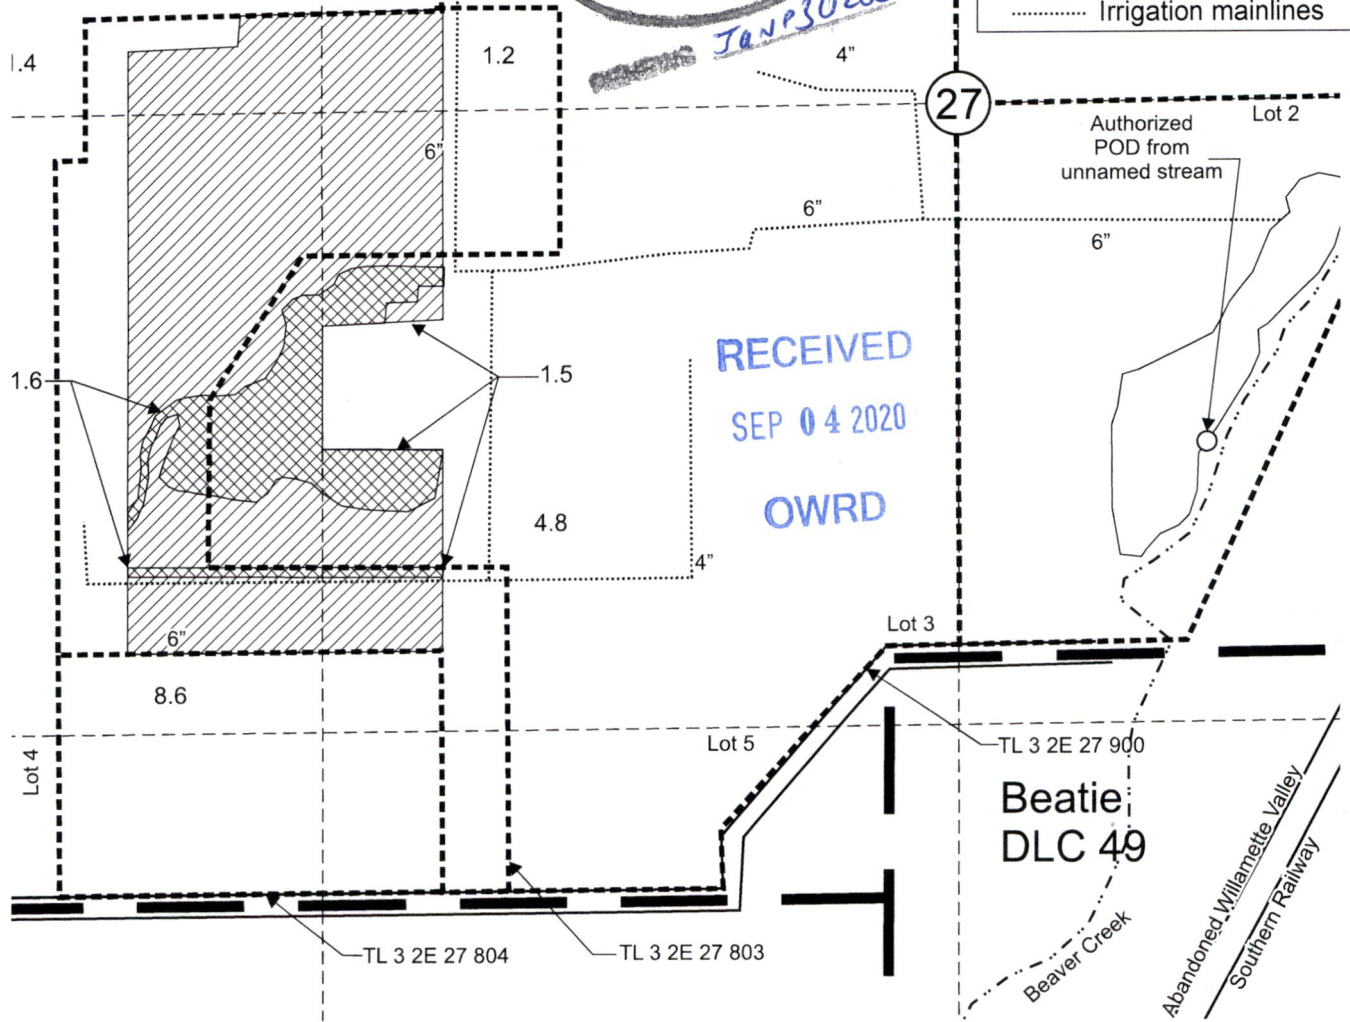 Irrigation mainlines
1.2
4”
27
Lot 2
Authorized
POD from
unnamed stream
6”
6”
6”
RECEIVED
SEP 04 2020
OWRD
1.6
1.5
4.8
4”
6”
Lot 3
8.6
Lot 5
TL 3 2E 27 900
Lot 4
Beatie
DLC 49
Abandoned Willamette Valley
Southern Railway
Beaver Creek
TL 3 2E 27 804
TL 3 2E 27 803